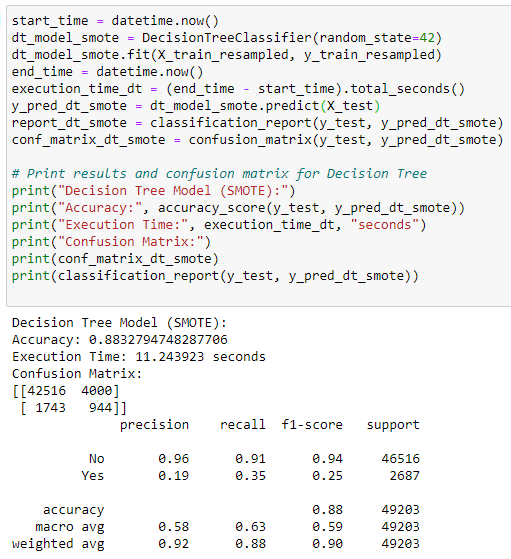 start_time = datetime.now()
dt_model_smote = DecisionTreeClassifier(random_state=42)
dt_model_smote.fit(X_train_resampled, y_train_resampled)
end_time = datetime.now()
execution_time_dt = (end_time - start_time).total_seconds()
y_pred_dt_smote = dt_model_smote.predict(X_test)
report_dt_smote = classification_report(y_test, y_pred_dt_smote)
conf_matrix_dt_smote = confusion_matrix(y_test, y_pred_dt_smote)

# Print results and confusion matrix for Decision Tree
print("Decision Tree Model (SMOTE):")
print("Accuracy:", accuracy_score(y_test, y_pred_dt_smote))
print("Execution Time:", execution_time_dt, "seconds")
print("Confusion Matrix:")
print(conf_matrix_dt_smote)
print(classification_report(y_test, y_pred_dt_smote))

Decision Tree Model (SMOTE):
Accuracy: 0.8832794748287706
Execution Time: 11.243923 seconds
Confusion Matrix:
[[42516  4000]
 [ 1743   944]]
              precision    recall  f1-score   support

          No       0.96      0.91      0.94     46516
         Yes       0.19      0.35      0.25      2687

    accuracy                           0.88     49203
   macro avg       0.58      0.63      0.59     49203
weighted avg       0.92      0.88      0.90     49203